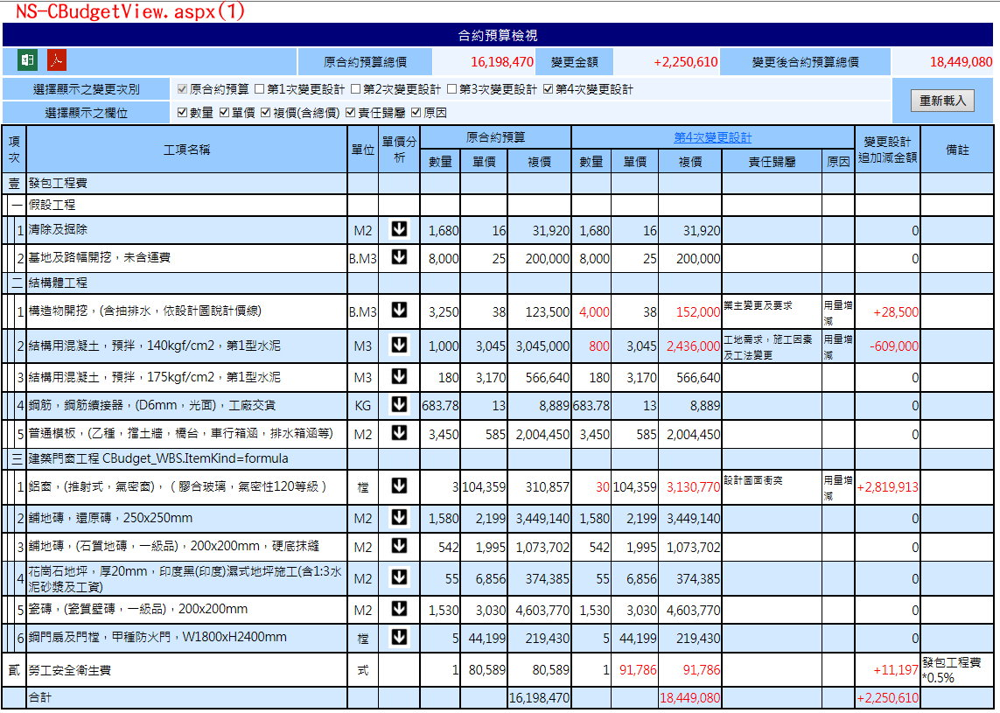 NS-CBudgetView.aspx(1)
合約預算檢視
原合約預算總價 16,198,470 變更金額 +2,250,610 變更後合約預算總價 18,449,080
選擇顯示之變更次別 原合約預算 第1次變更設計 第2次變更設計 第3次變更設計 第4次變更設計
選擇顯示之欄位 數量 單價 複價(含總價) 責任歸屬 原因
重新載入
項次 工項名稱 單位 單價分析 原合約預算 第4次變更設計 變更設計追加減金額 備註
數量 單價 複價 數量 單價 複價 責任歸屬 原因
壹 發包工程費
一 假設工程
1 清除及掘除 M2 1,680 16 31,920 1,680 16 31,920 0
2 基地及路幅開挖，未含運費 B.M3 8,000 25 200,000 8,000 25 200,000 0
二 結構體工程
1 構造物開挖，(含抽排水，依設計圖說計價線) B.M3 3,250 38 123,500 4,000 38 152,000 業主變更及要求 用量增減 +28,500
2 結構用混凝土，預拌，140kgf/cm2，第1型水泥 M3 1,000 3,045 3,045,000 800 3,045 2,436,000 工地需求，施工因素及工法變更 用量增減 -609,000
3 結構用混凝土，預拌，175kgf/cm2，第1型水泥 M3 180 3,170 566,640 180 3,170 566,640 0
4 鋼筋，鋼筋續接器，(D6mm，光面)，工廠交貨 KG 683.78 13 8,889 683.78 13 8,889 0
5 普通模板，(乙種，擋土牆，橋台，車行箱涵，排水箱涵等) M2 3,450 585 2,004,450 3,450 585 2,004,450 0
三 建築門窗工程 CBudget_WBS.ItemKind=formula
1 鋁窗，(推射式，氣密窗)，（膠合玻璃，氣密性120等級） 樘 3 104,359 310,857 30 104,359 3,130,770 設計圖面衝突 用量增減 +2,819,913
2 舖地磚，還原磚，250x250mm M2 1,580 2,199 3,449,140 1,580 2,199 3,449,140 0
3 舖地磚，(石質地磚，一級品)，200x200mm，硬底抹縫 M2 542 1,995 1,073,702 542 1,995 1,073,702 0
4 花崗石地坪，厚20mm，印度黑(印度)濕式地坪施工(含1:3水泥砂漿及工資) M2 55 6,856 374,385 55 6,856 374,385 0
5 瓷磚，(瓷質壁磚，一級品)，200x200mm M2 1,530 3,030 4,603,770 1,530 3,030 4,603,770 0
6 鋼門扇及門樘，甲種防火門，W1800xH2400mm 樘 5 44,199 219,430 5 44,199 219,430 0
貳 勞工安全衛生費 式 1 80,589 80,589 1 91,786 91,786 +11,197 發包工程費*0.5%
合計 16,198,470 18,449,080 +2,250,610